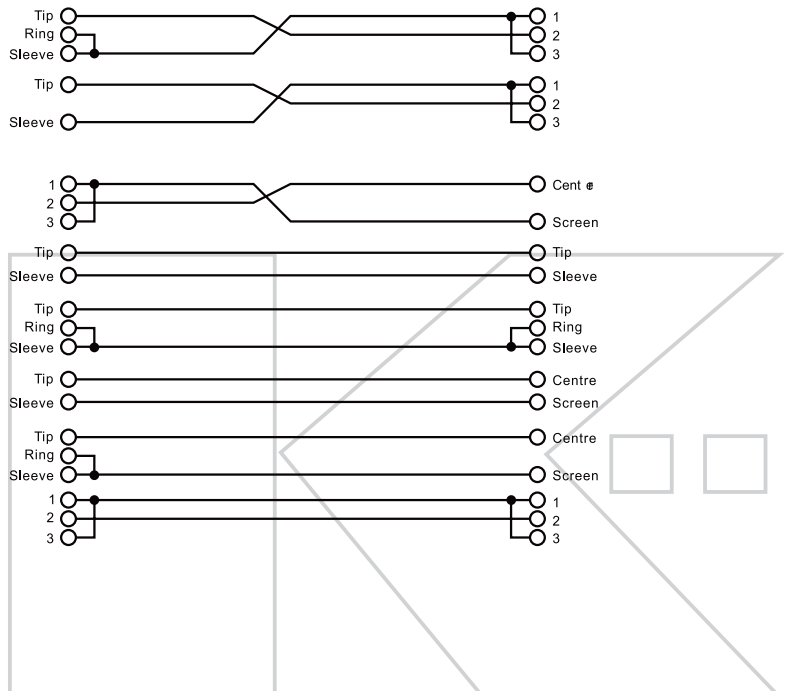 Tip 1
Ring 2
Sleeve 3
Tip 1
2
Sleeve 3
1 Cent e
2
3 Screen
Tip Tip
Sleeve Sleeve
Tip Tip
Ring Ring
Sleeve Sleeve
Tip Centre
Sleeve Screen
Tip Centre
Ring
Sleeve Screen
1 1
2 2
3 3